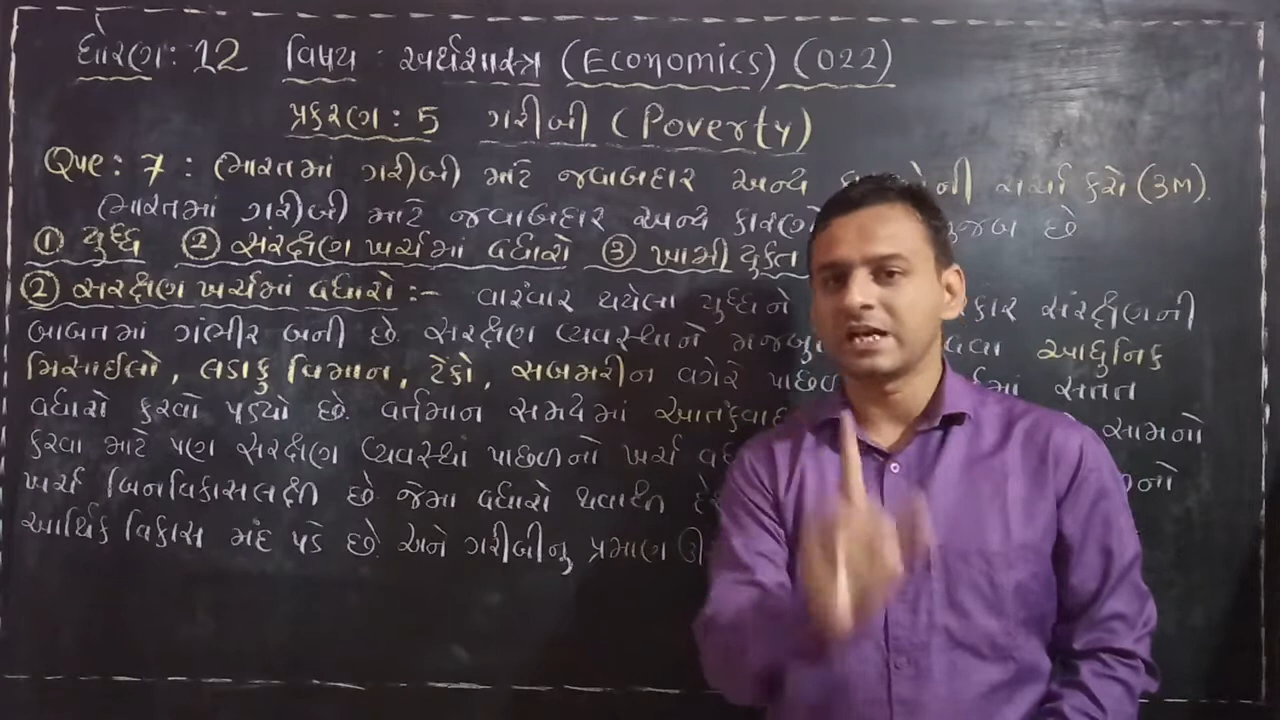 ધોરણ : 12 વિષય : અર્થશાસ્ત્ર (Economics) (022)
પ્રકરણ : 5 ગરીબી (Poverty)
Que : 7 : ભારતમાં ગરીબી માટે જવાબદાર અન્ય ની ચર્ચા કરો (3M).
ભારતમાં ગરીબી માટે જવાબદાર અન્ય કારણો મુજબ છે
① યુદ્ધ ② સંરક્ષણ ખર્ચમાં વધારો ③ ખામી યુક્ત
② સંરક્ષણ ખર્ચમાં વધારો :- વારંવાર થયેલા યુદ્ધને સંરક્ષણની
બાબતમાં ગંભીર બની છે. સંરક્ષણ વ્યવસ્થાને આધુનિક
મિસાઈલો, લડાકુ વિમાન, ટેંકો, સબમરીન વગેરે પાછળ સતત
વધારો કરવો પડ્યો છે. વર્તમાન સમયમાં સામનો
કરવા માટે પણ સંરક્ષણ વ્યવસ્થા પાછળનો ખર્ચ
ખર્ચ બિનવિકાસલક્ષી છે જેમા વધારો થવાથી
આર્થિક વિકાસ મંદ પડે છે. અને ગરીબીનુ પ્રમાણ